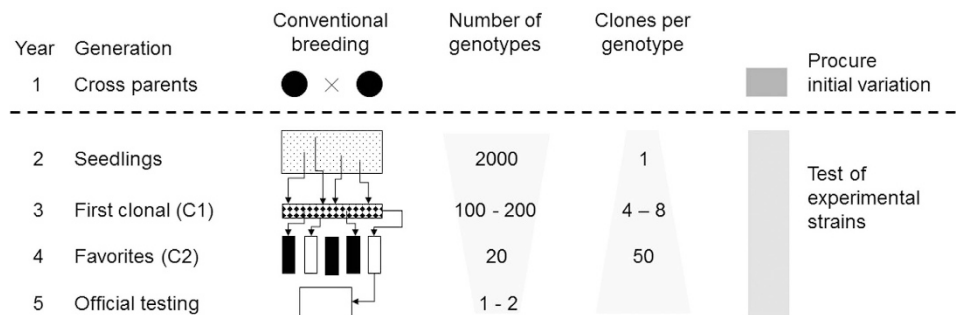 Conventional breeding
Number of genotypes
Clones per genotype
Year Generation
1 Cross parents
Procure initial variation
2 Seedlings 2000 1
3 First clonal (C1) 100 - 200 4 – 8
Test of experimental strains
4 Favorites (C2) 20 50
5 Official testing 1 - 2